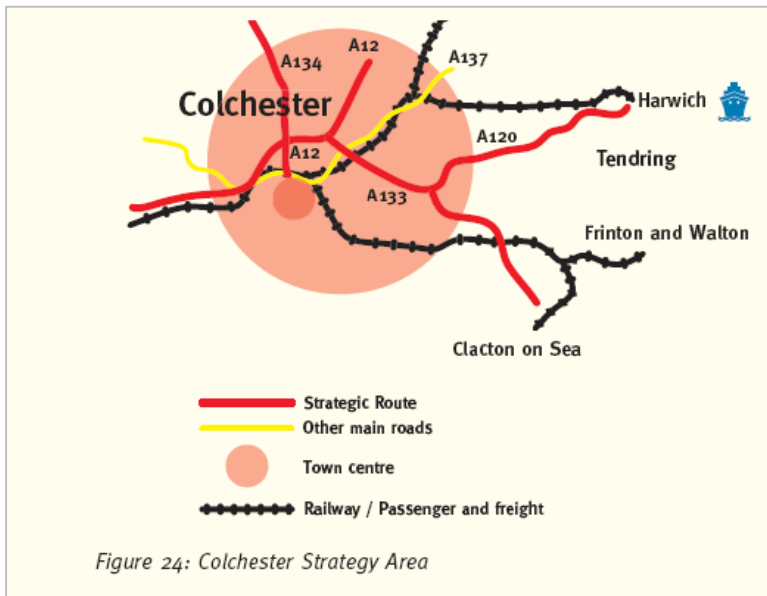 A12
A134
A137
Colchester
Harwich
A120
A12
Tendring
A133
Frinton and Walton
Clacton on Sea
Strategic Route
Other main roads
Town centre
Railway / Passenger and freight
Figure 24: Colchester Strategy Area